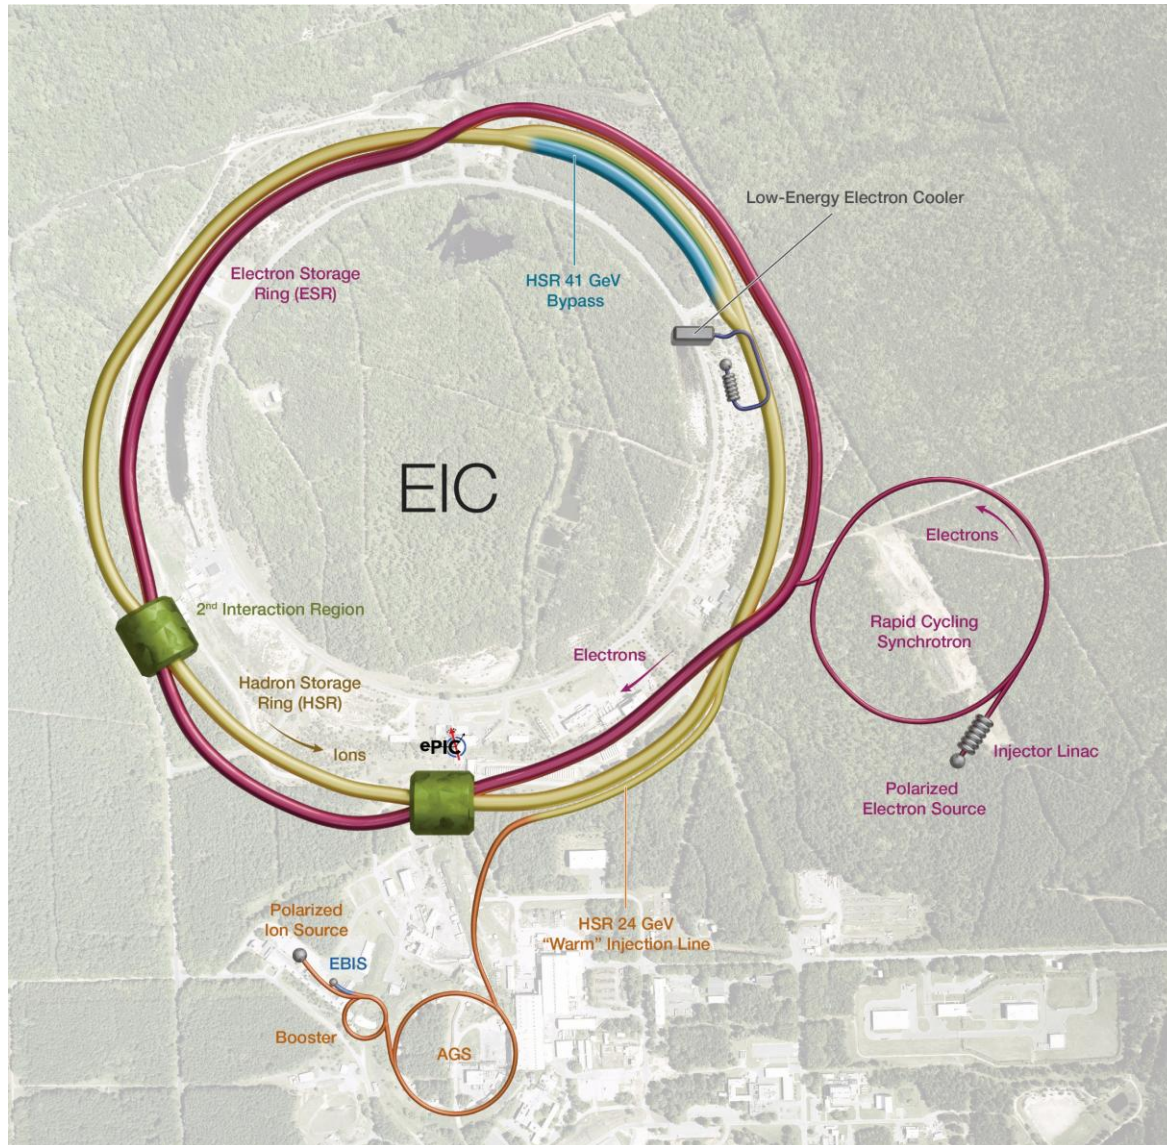 Low-Energy Electron Cooler
Electron Storage
Ring (ESR)
HSR 41 GeV
Bypass
EIC
Electrons
2nd Interaction Region
Rapid Cycling
Synchrotron
Electrons
Hadron Storage
Ring (HSR)
Ions
ePIC
Injector Linac
Polarized
Electron Source
Polarized
Ion Source
HSR 24 GeV
“Warm” Injection Line
EBIS
Booster
AGS